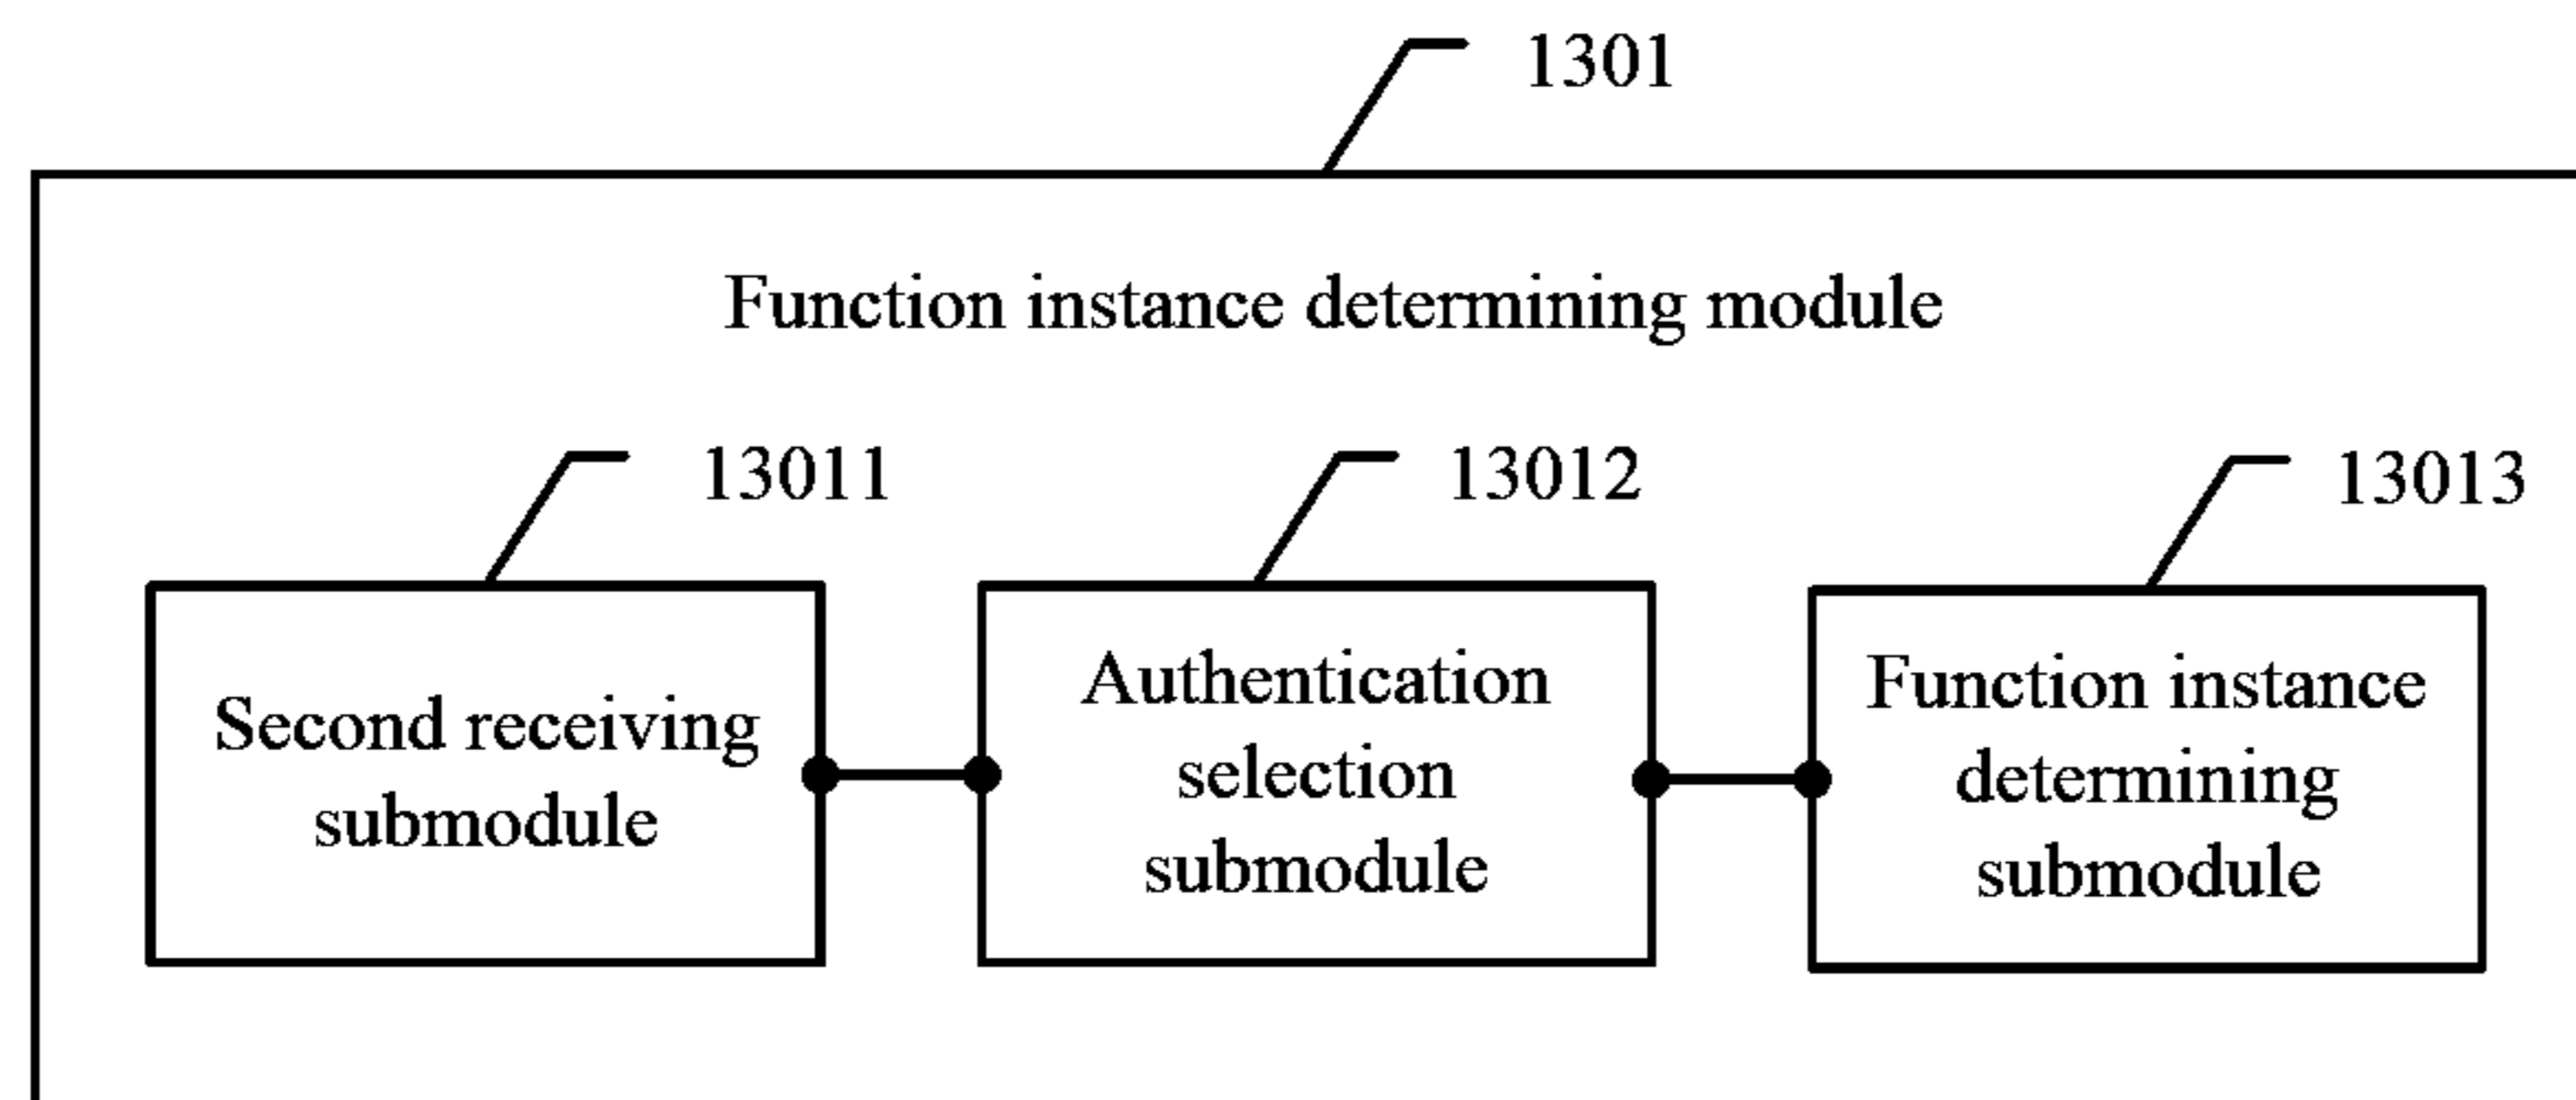 1301
Function instance determining module
13011
13012
13013
Second receiving
submodule
Authentication
selection
submodule
Function instance
determining
submodule